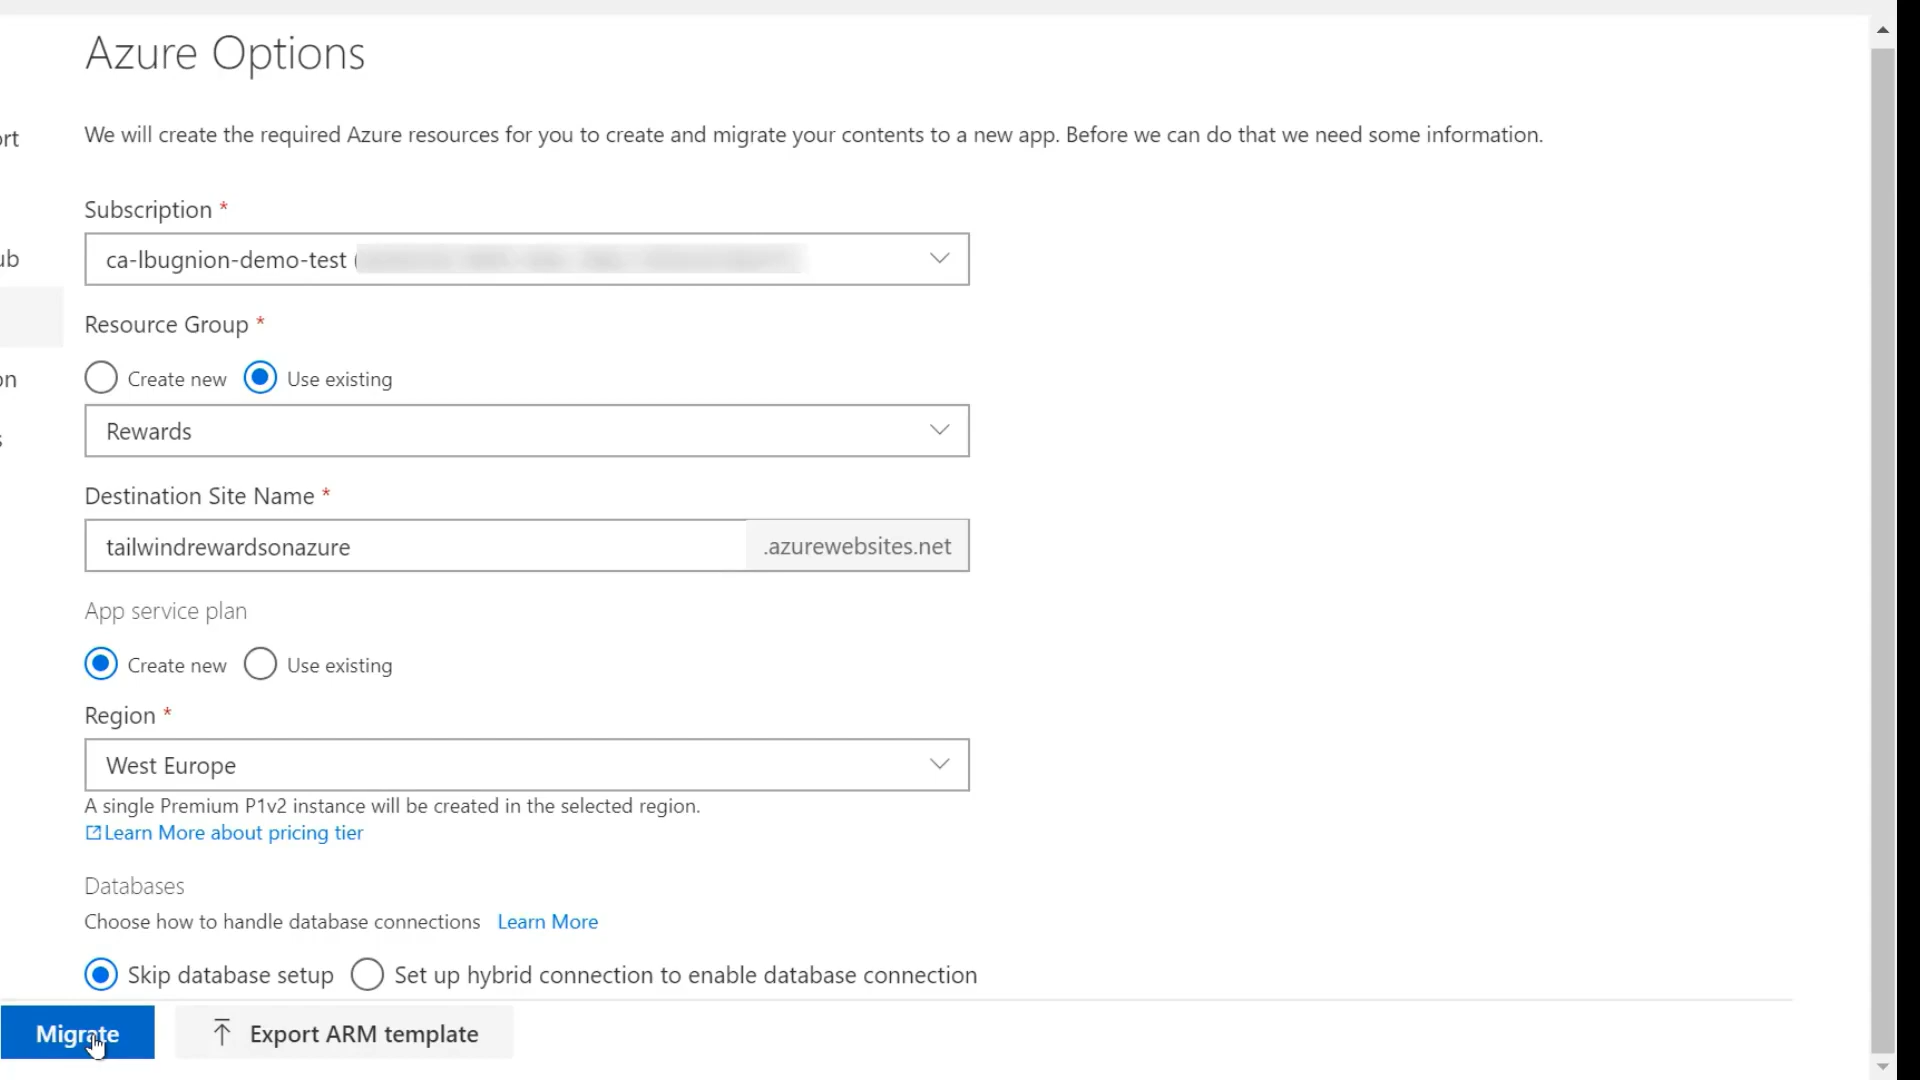 Azure Options
We will create the required Azure resources for you to create and migrate your contents to a new app. Before we can do that we need some information.
ort
ub
on
s
Subscription *
ca-lbugnion-demo-test (
Resource Group *
Create new Use existing
Rewards
Destination Site Name *
tailwindrewardsonazure .azurewebsites.net
App service plan
Create new Use existing
Region *
West Europe
A single Premium P1v2 instance will be created in the selected region.
Learn More about pricing tier
Databases
Choose how to handle database connections Learn More
Skip database setup Set up hybrid connection to enable database connection
Migrate Export ARM template